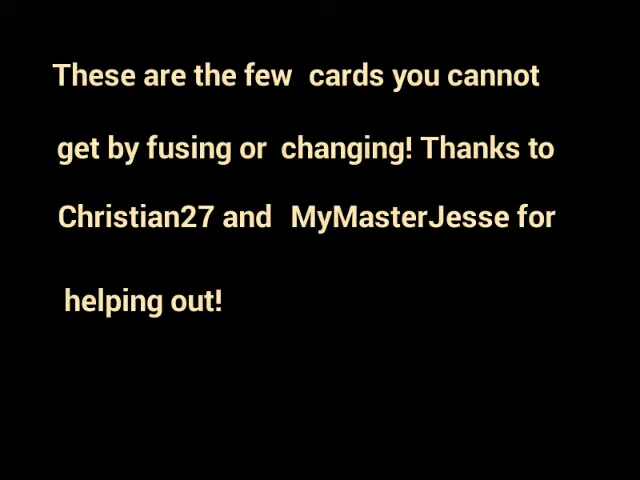 These are the few cards you cannot
get by fusing or changing! Thanks to
Christian27 and MyMasterJesse for
helping out!